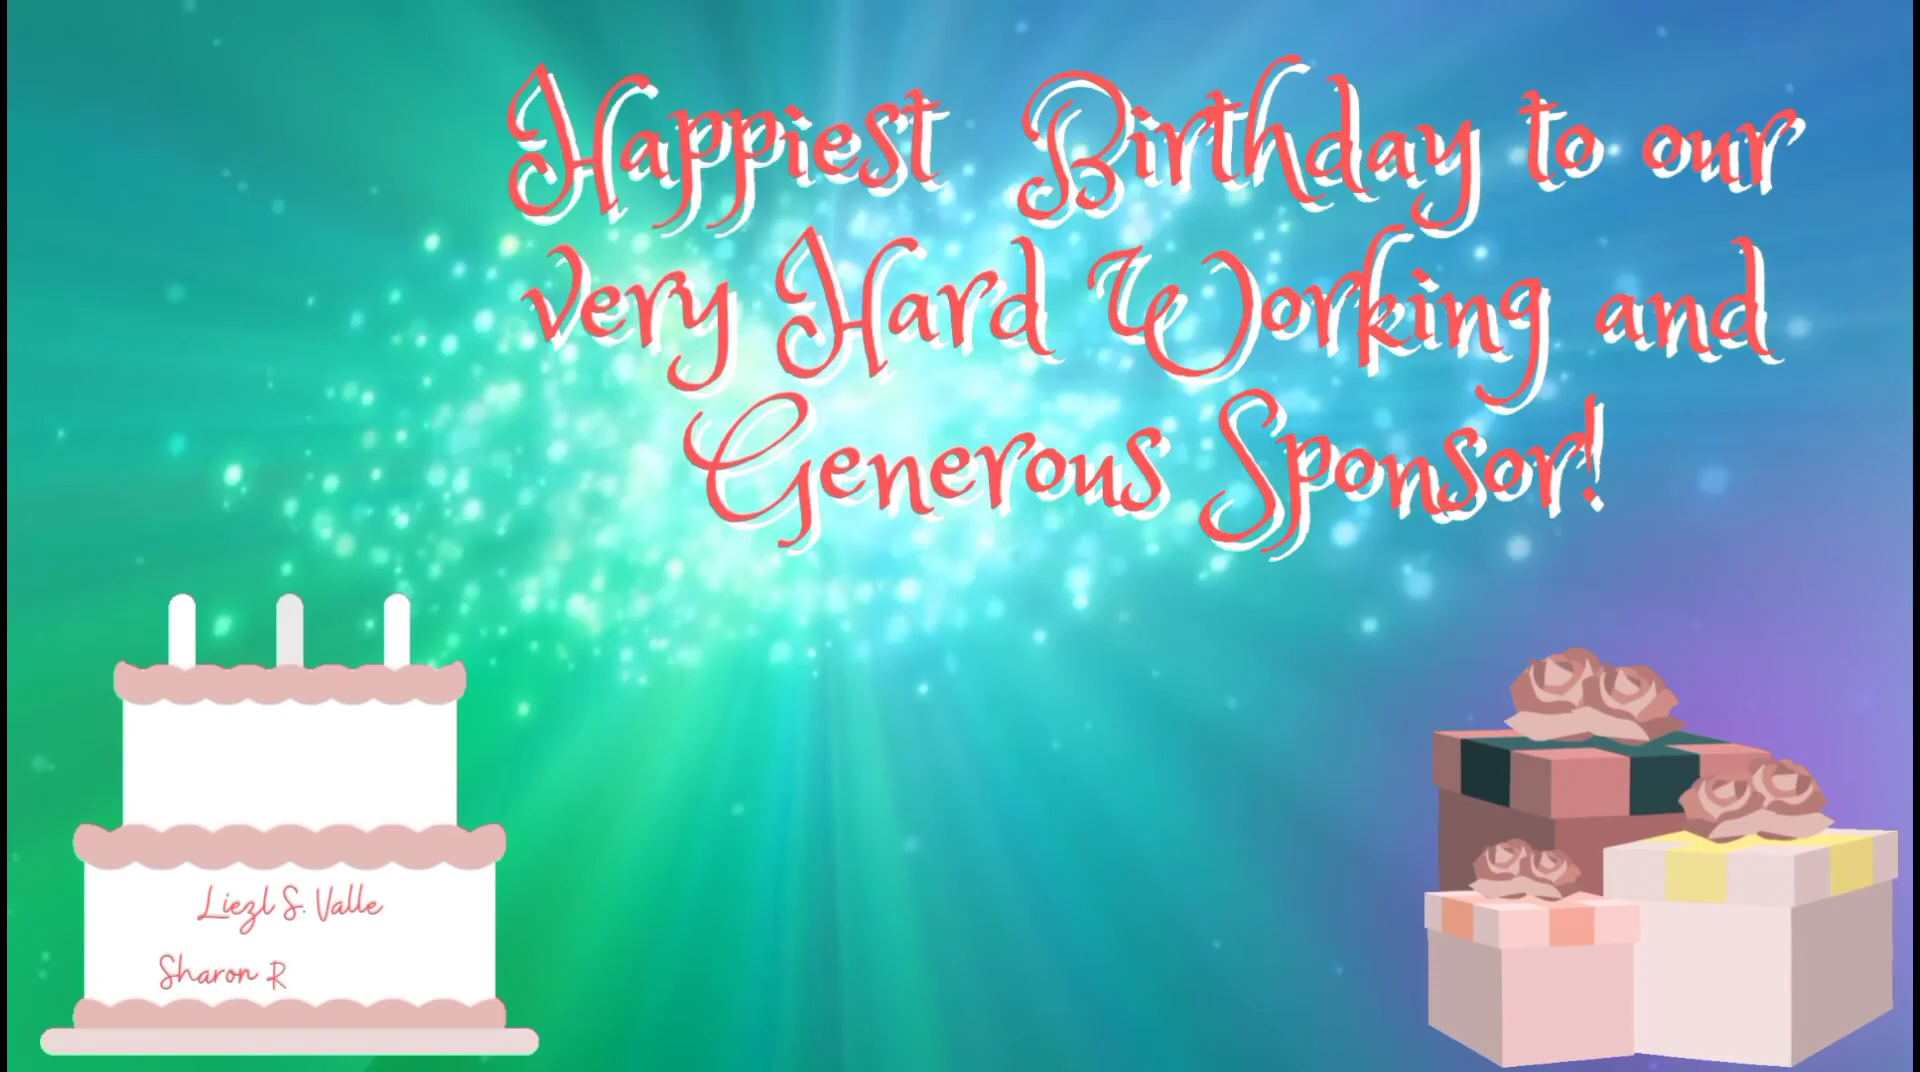 Happiest Birthday to our
very Hard Working and
Generous Sponsor!
Liezl S. Valle
Sharon R